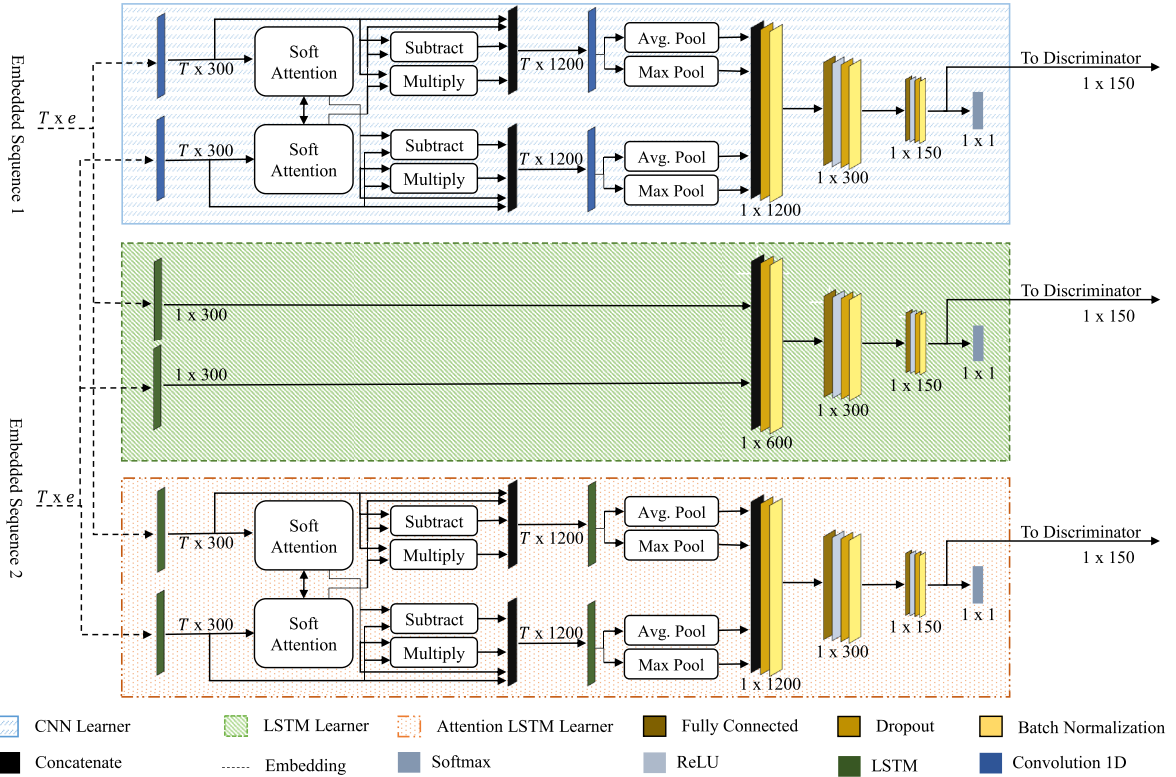 Embedded Sequence 1
T x e
T x 300
Soft
Attention
Subtract
Multiply
T x 1200
Avg. Pool
Max Pool
T x 300
Soft
Attention
Subtract
Multiply
T x 1200
Avg. Pool
Max Pool
1 x 1200
1 x 300
1 x 150
1 x 1
To Discriminator
1 x 150
1 x 300
1 x 300
1 x 600
1 x 300
1 x 150
1 x 1
To Discriminator
1 x 150
Embedded Sequence 2
T x e
T x 300
Soft
Attention
Subtract
Multiply
T x 1200
Avg. Pool
Max Pool
T x 300
Soft
Attention
Subtract
Multiply
T x 1200
Avg. Pool
Max Pool
1 x 1200
1 x 300
1 x 150
1 x 1
To Discriminator
1 x 150
CNN Learner
LSTM Learner
Attention LSTM Learner
Fully Connected
Dropout
Batch Normalization
Concatenate
Embedding
Softmax
ReLU
LSTM
Convolution 1D